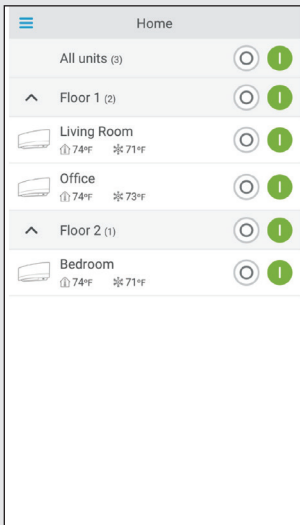 Home
All units (3)
Floor 1 (2)
Living Room
74°F 71°F
Office
74°F 73°F
Floor 2 (1)
Bedroom
74°F 71°F